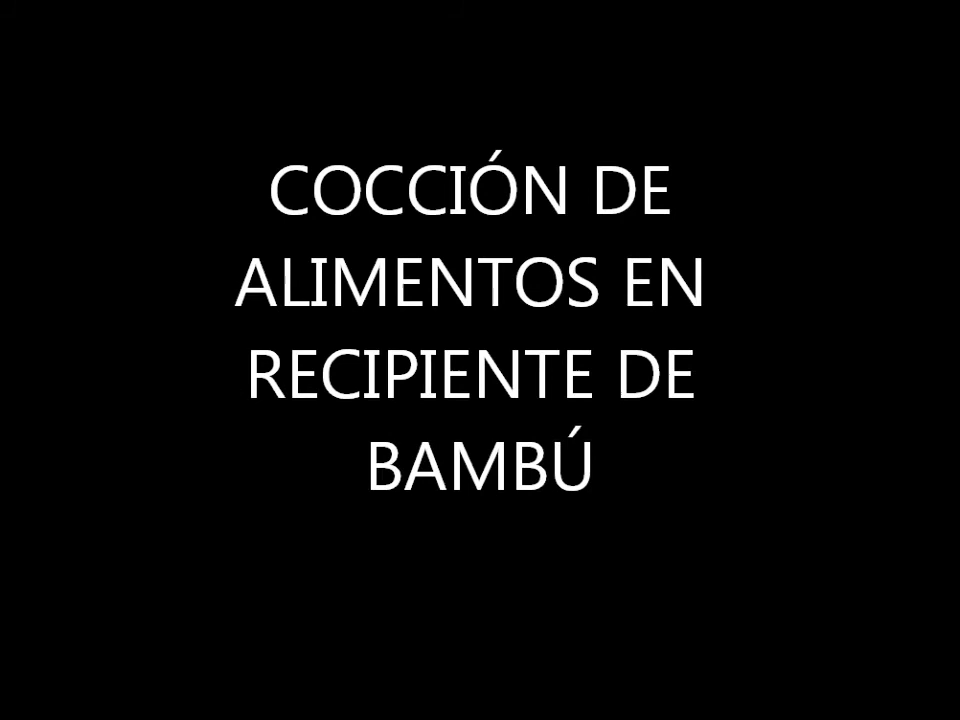 COCCIÓN DE
ALIMENTOS EN
RECIPIENTE DE
BAMBÚ